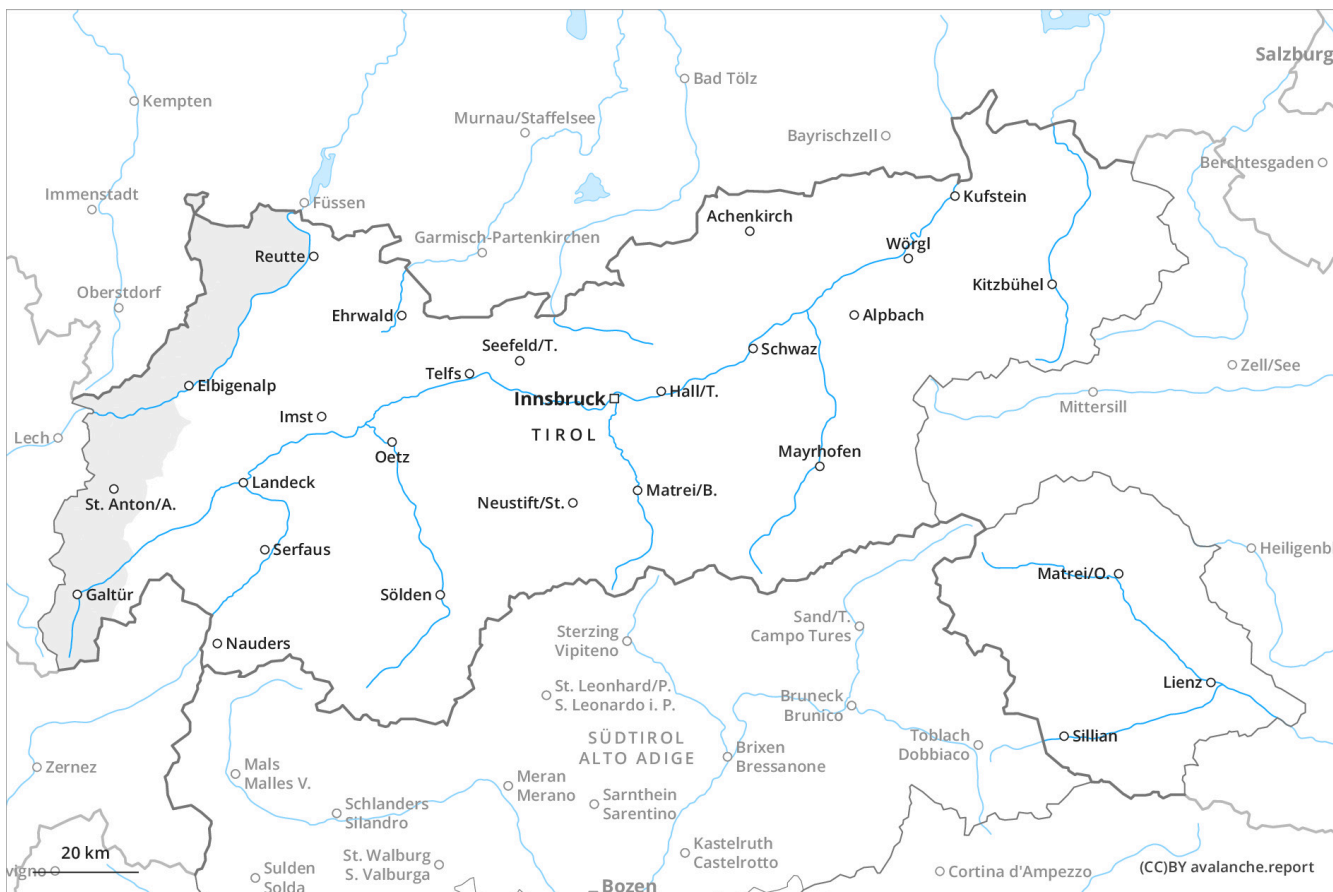 Salzburg
Bad Tölz
Kempten
Murnau/Staffelsee
Bayrischzell
Berchtesgaden
Immenstadt
Füssen
Kufstein
Achenkirch
Garmisch-Partenkirchen
Wörgl
Reutte
Oberstdorf
Kitzbühel
Ehrwald
Alpbach
Seefeld/T.
Schwaz
Zell/See
Telfs
Elbigenalp
Hall/T.
Innsbruck
Mittersill
Imst
Lech
TIROL
Oetz
Mayrhofen
Landeck
Matrei/B.
St. Anton/A.
Neustift/St.
Serfaus
Heiligenb
Matrei/O.
Galtür
Sölden
Sand/T.
Campo Tures
Nauders
Sterzing
Vipiteno
Lienz
St. Leonhard/P.
S. Leonardo i. P.
Bruneck
Brunico
SÜDTIROL
ALTO ADIGE
Toblach
Dobbiaco
Sillian
Brixen
Bressanone
Zernez
Mals
Malles V.
Meran
Merano
Sarnthein
Sarentino
Schlanders
Silandro
Kastelruth
Castelrotto
20 km
St. Walburg
S. Valburga
vigno
Sulden
Solda
Cortina d'Ampezzo
(CC)BY avalanche.report
Bozen